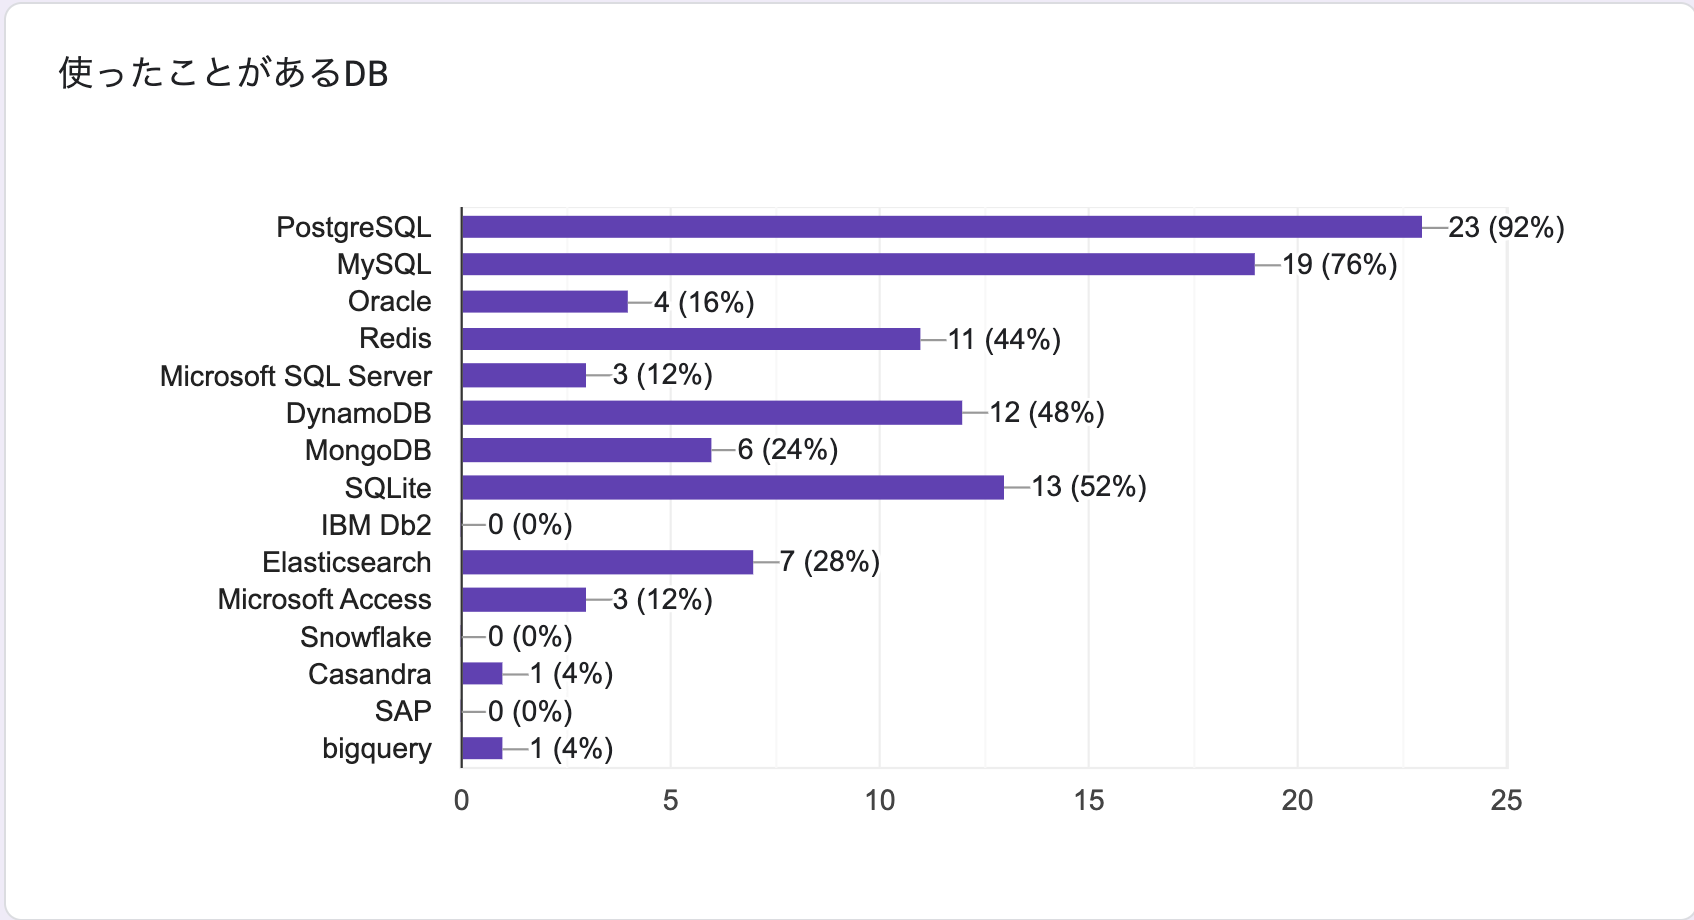 使ったことがあるDB
PostgreSQL 23 (92%)
MySQL 19 (76%)
Oracle 4 (16%)
Redis 11 (44%)
Microsoft SQL Server 3 (12%)
DynamoDB 12 (48%)
MongoDB 6 (24%)
SQLite 13 (52%)
IBM Db2 0 (0%)
Elasticsearch 7 (28%)
Microsoft Access 3 (12%)
Snowflake 0 (0%)
Casandra 1 (4%)
SAP 0 (0%)
bigquery 1 (4%)
0 5 10 15 20 25